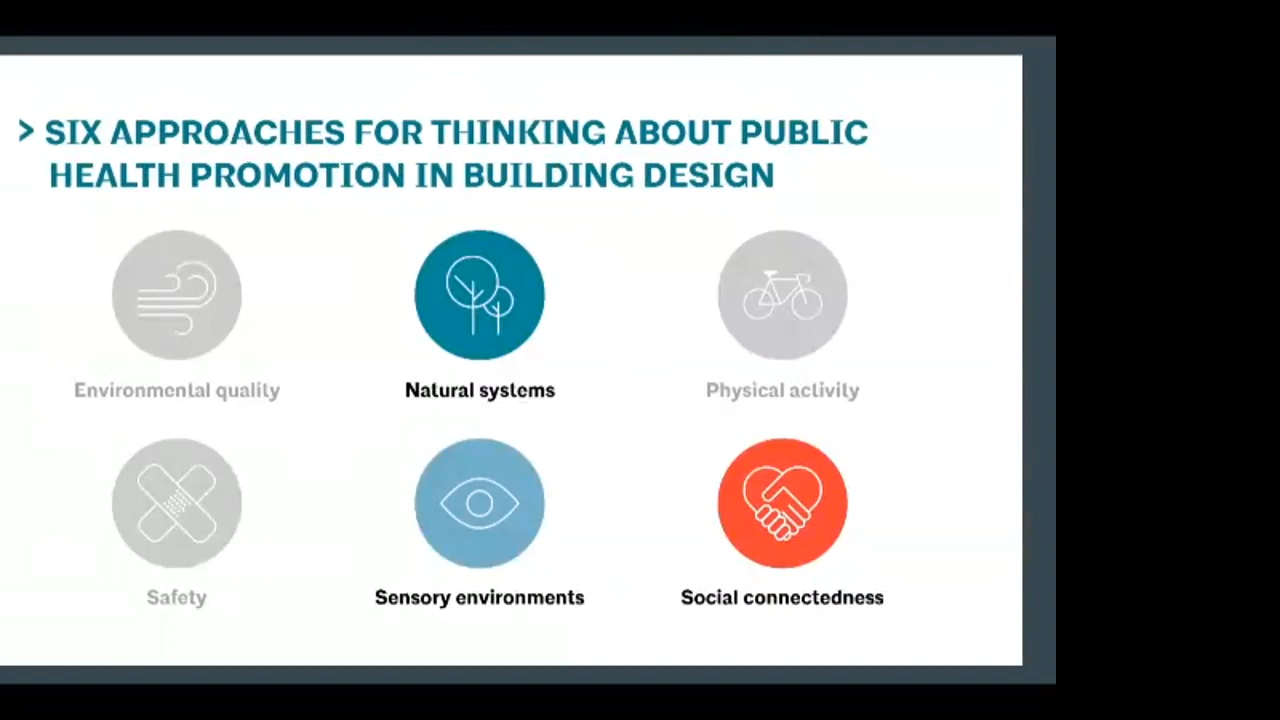 > SIX APPROACHES FOR THINKING ABOUT PUBLIC
HEALTH PROMOTION IN BUILDING DESIGN
Environmental quality
Natural systems
Physical activity
Safety
Sensory environments
Social connectedness